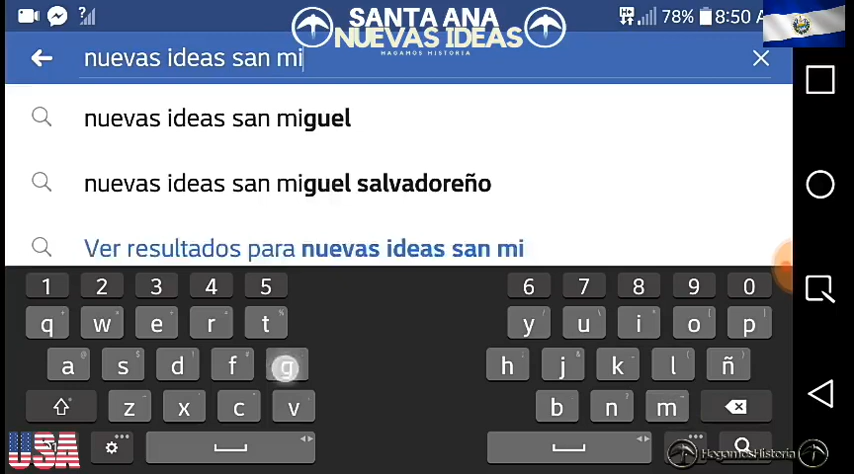 SANTA ANA
NUEVAS IDEAS
HAGAMOS HISTORIA
78% 8:50 A
nuevas ideas san mi
nuevas ideas san miguel
nuevas ideas san miguel salvadoreño
Ver resultados para nuevas ideas san mi
1 2 3 4 5 6 7 8 9 0
q w e r t y u i o p
a s d f g h j k l ñ
z x c v b n m
USA
HogamosHistoria